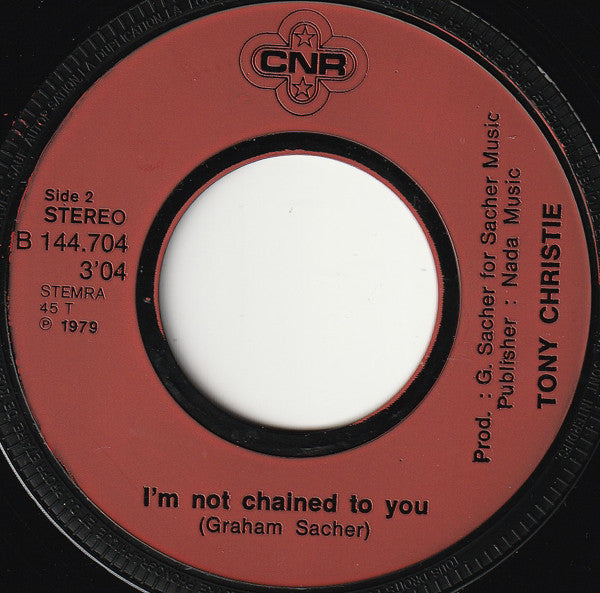 CNR
Side 2
STEREO
B 144.704
3'04
STEMRA
45 T
℗ 1979
Prod. : G. Sacher for Sacher Music
Publisher : Nada Music
TONY CHRISTIE
I'm not chained to you
(Graham Sacher)